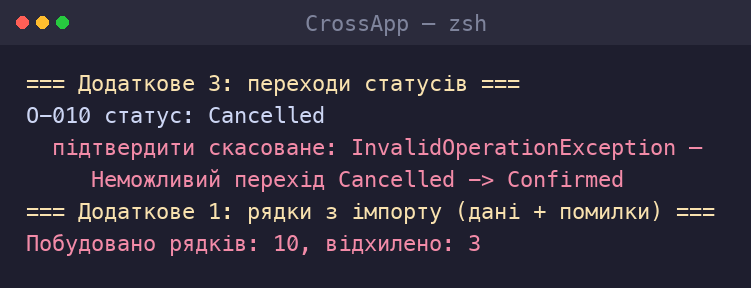 CrossApp — zsh
=== Додаткове 3: переходи статусів ===
O—010 статус: Cancelled
підтвердити скасоване: InvalidOperationException —
Неможливий перехід Cancelled —> Confirmed
=== Додаткове 1: рядки з імпорту (дані + помилки) ===
Побудовано рядків: 10, відхилено: 3